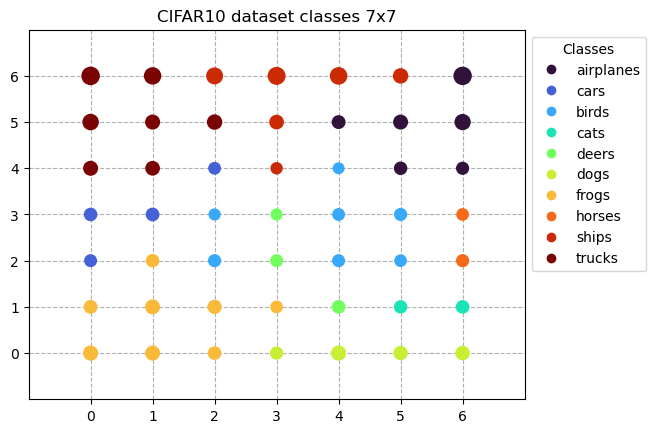 CIFAR10 dataset classes 7x7
Classes
airplanes
cars
birds
cats
deers
dogs
frogs
horses
ships
trucks
6
5
4
3
2
1
0
0 1 2 3 4 5 6